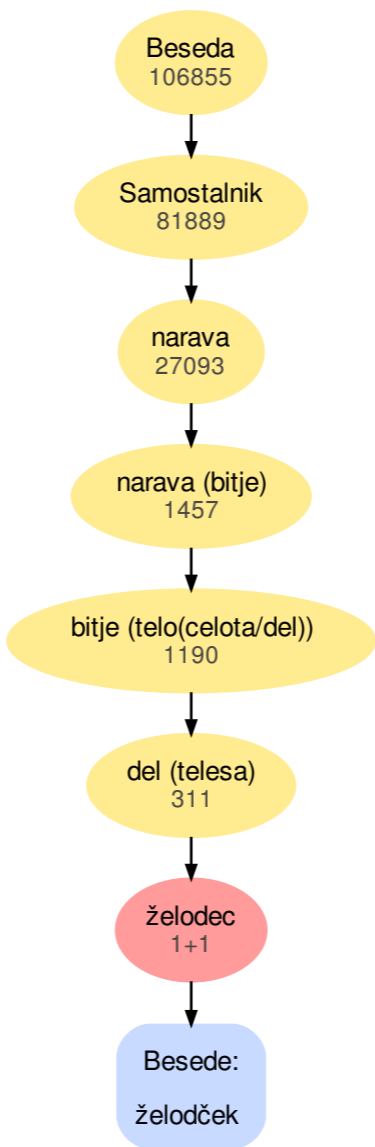 Beseda
106855
Samostalnik
81889
narava
27093
narava (bitje)
1457
bitje (telo(celota/del))
1190
del (telesa)
311
želodec
1+1
Besede:
želodček